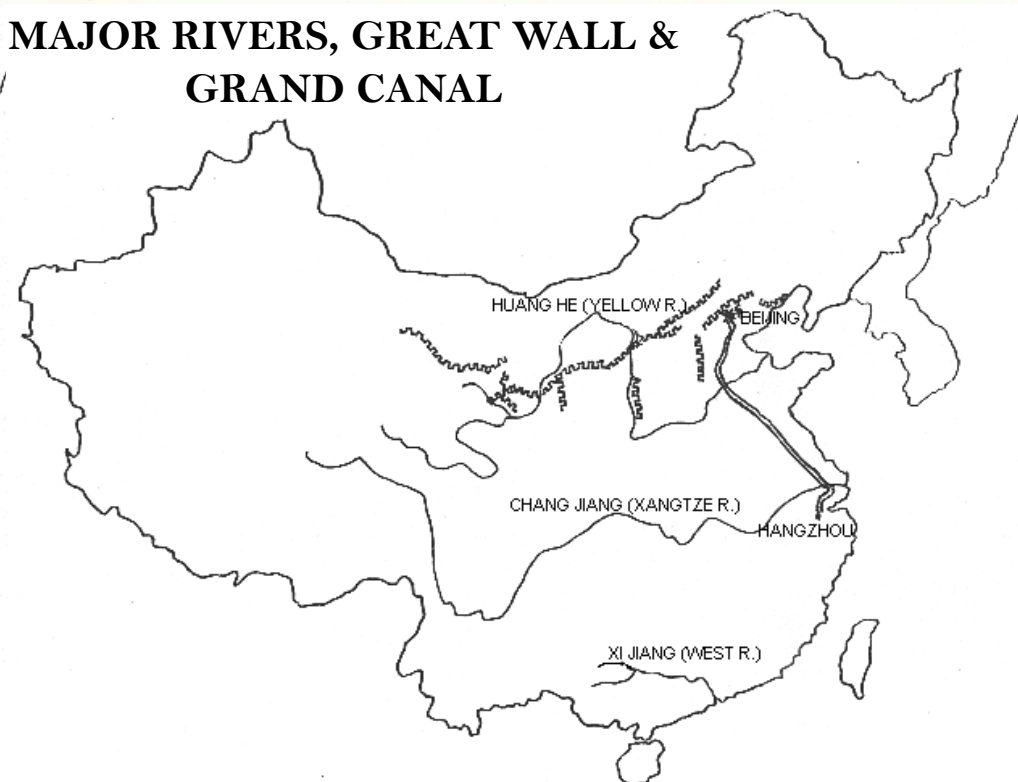 MAJOR RIVERS, GREAT WALL &
GRAND CANAL
HUANG HE (YELLOW R.)
BEIJING
CHANG JIANG (XANGTZE R.)
HANGZHOU
XI JIANG (WEST R.)